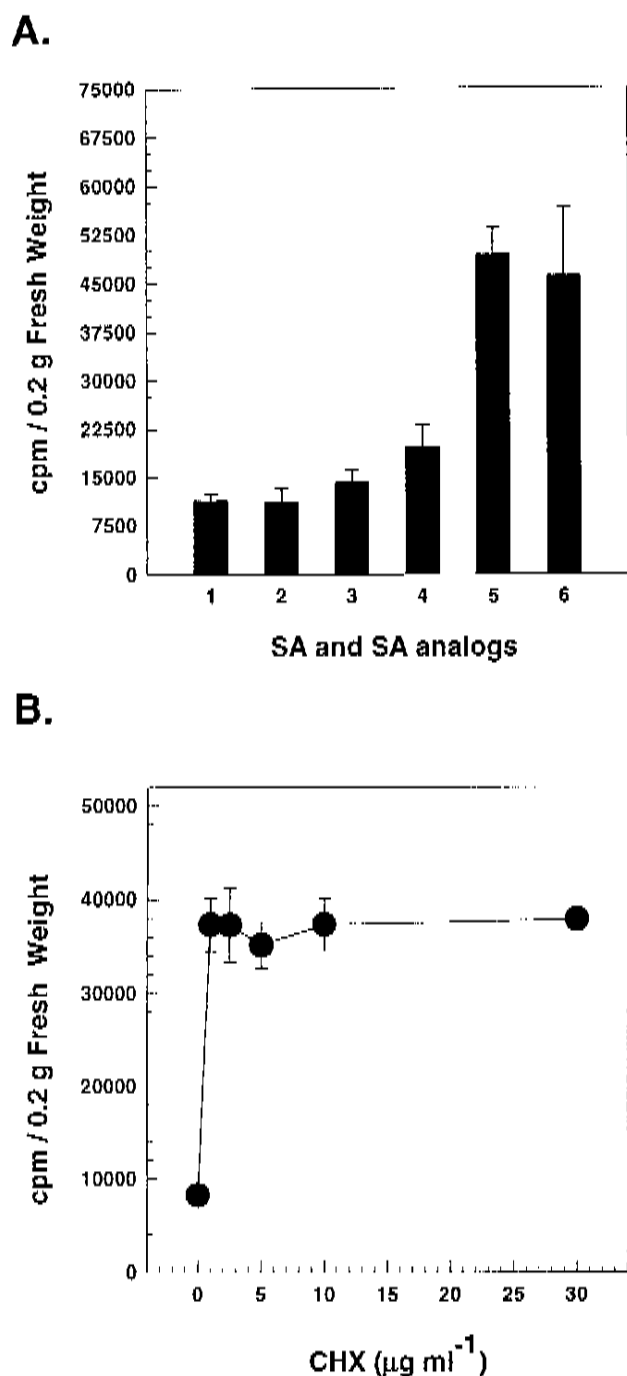 A.
75000
67500
60000
52500
45000
37500
30000
22500
15000
7500
0
cpm / 0.2 g Fresh Weight
1 2 3 4 5 6
SA and SA analogs
B.
50000
40000
30000
20000
10000
0
cpm / 0.2 g Fresh Weight
0 5 10 15 20 25 30
CHX (μg ml⁻¹)